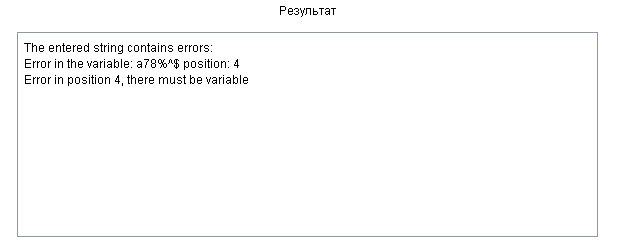 Результат
The entered string contains errors:
Error in the variable: a78%^$ position: 4
Error in position 4, there must be variable